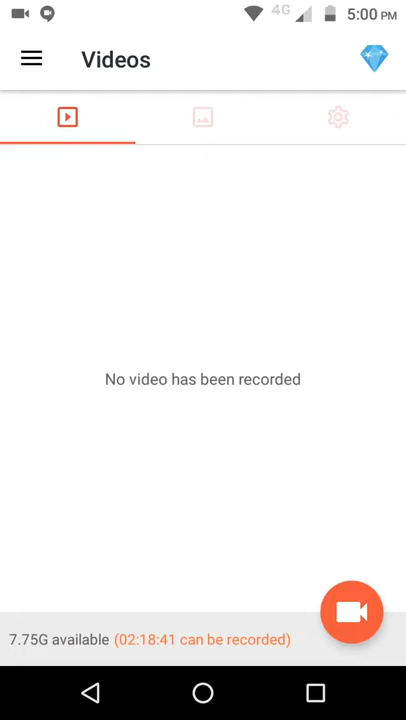 4G
5:00 PM
Videos
No video has been recorded
7.75G available (02:18:41 can be recorded)